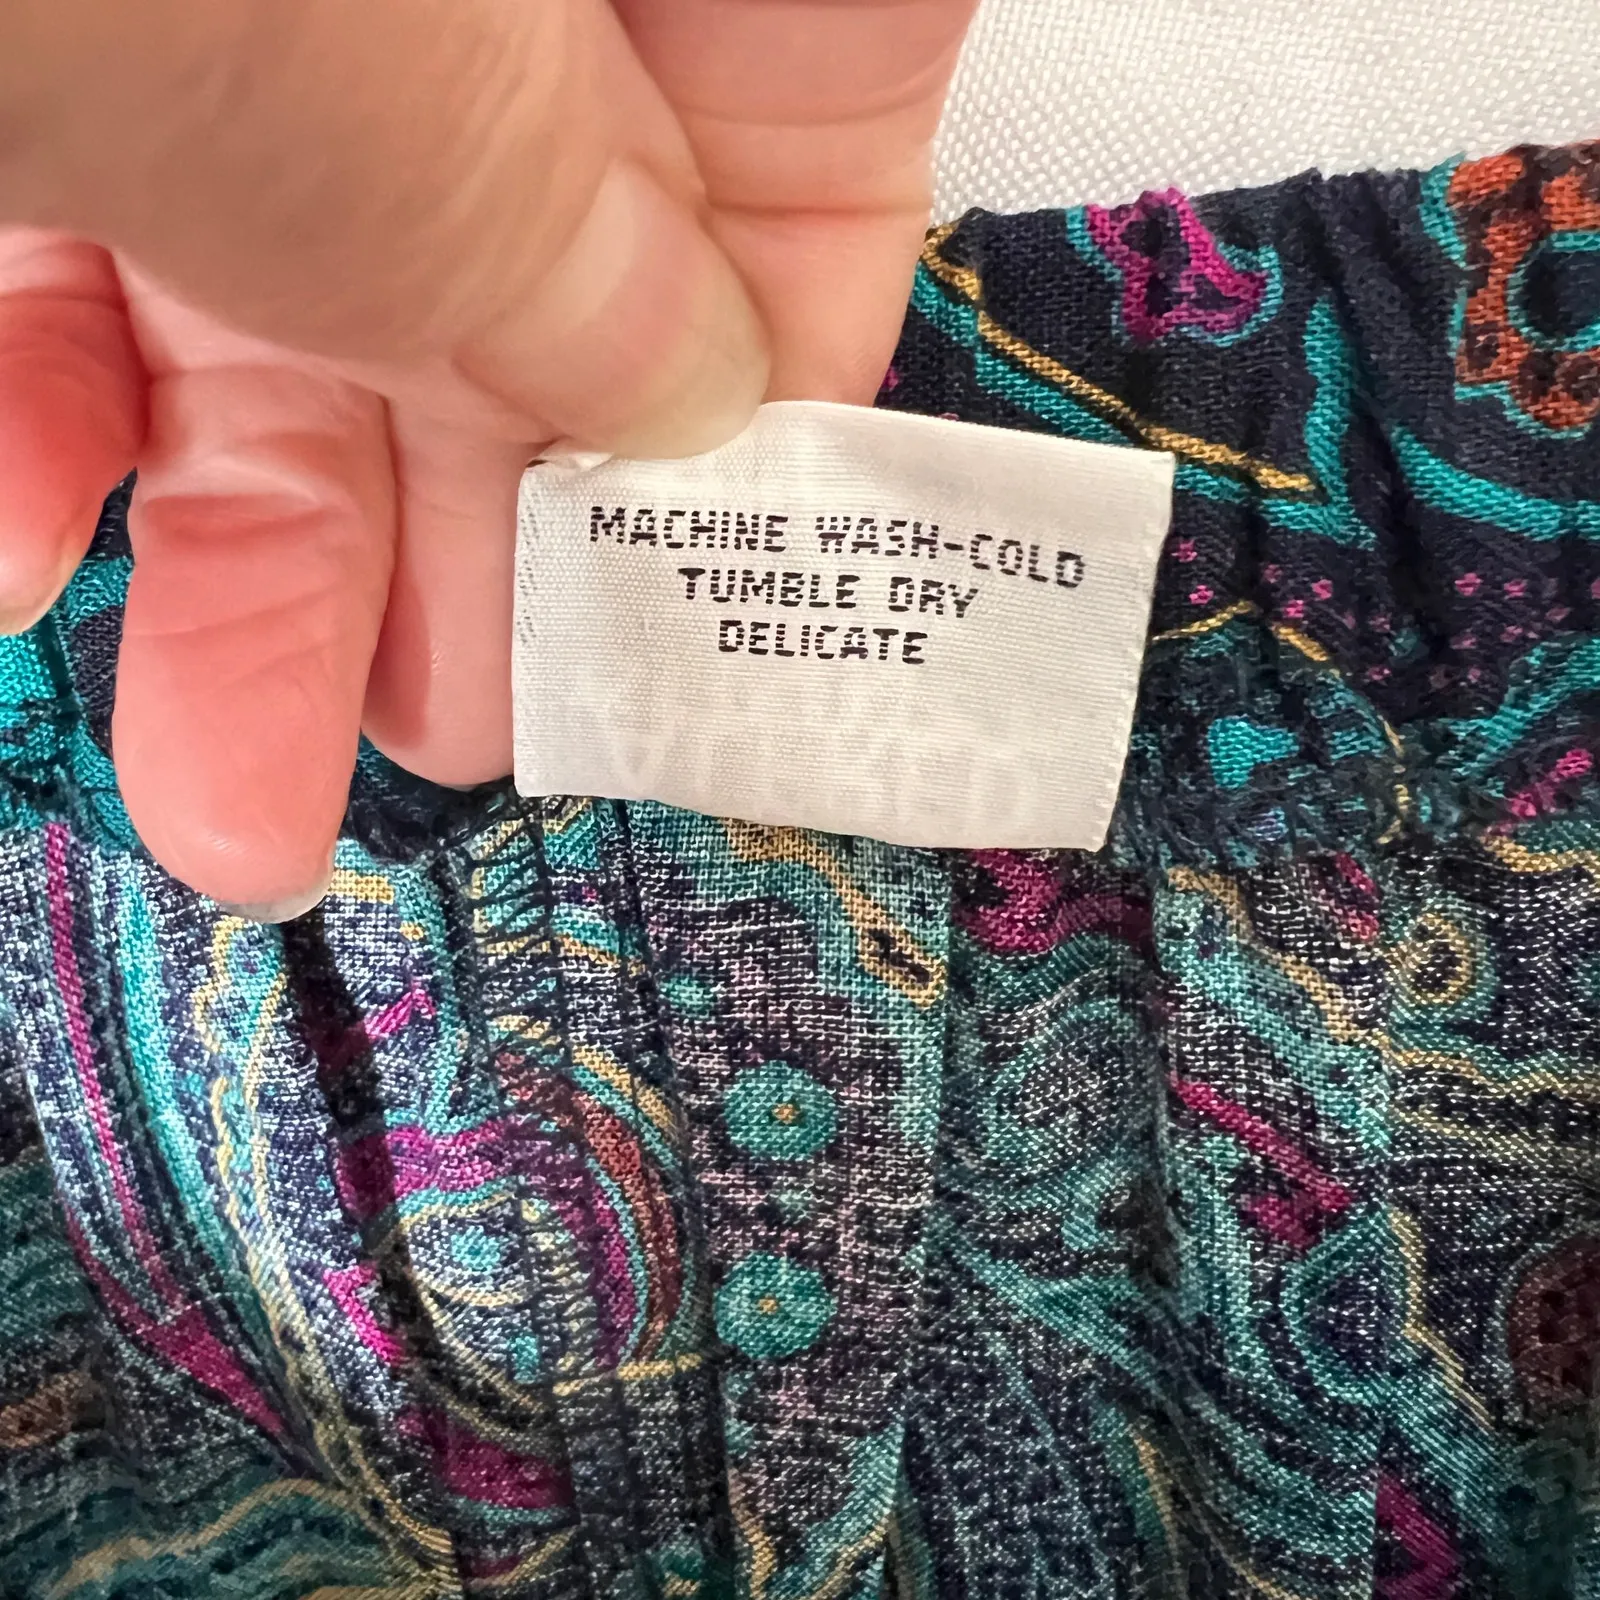 MACHINE WASH-COLD
TUMBLE DRY
DELICATE